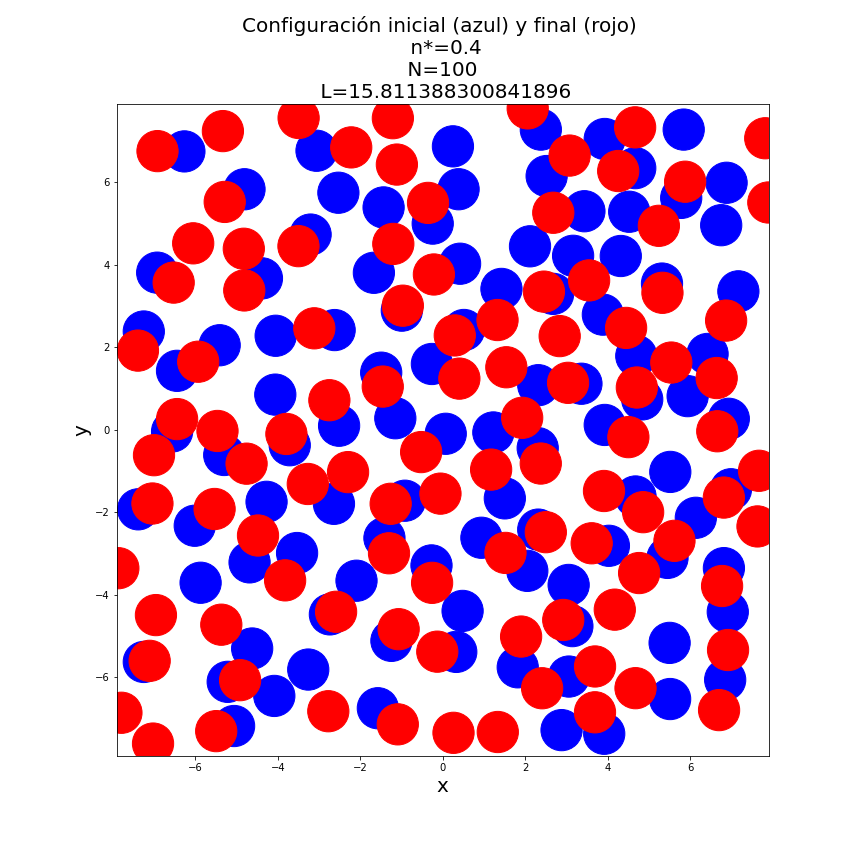 Configuración inicial (azul) y final (rojo)
n*=0.4
N=100
L=15.811388300841896
6
4
2
0
−2
−4
−6
y
−6
−4
−2
0
2
4
6
x